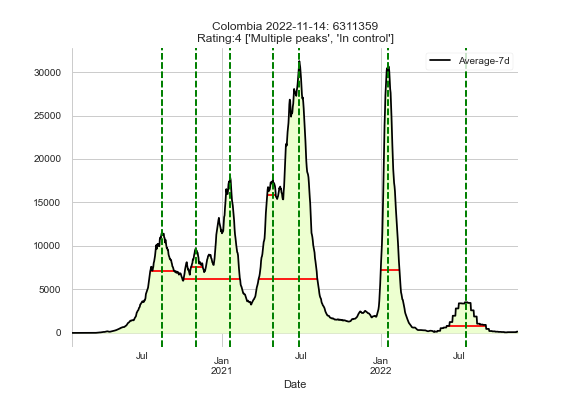 Colombia 2022-11-14: 6311359
Rating:4 ['Multiple peaks', 'In control']
Average-7d
30000
25000
20000
15000
10000
5000
0
Jul
Jan
2021
Jul
Jan
2022
Jul
Date